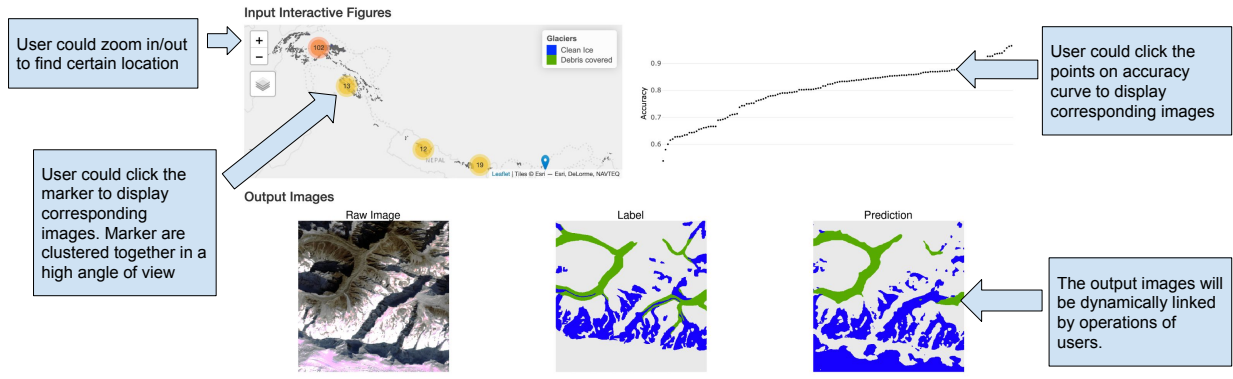 Input Interactive Figures
User could zoom in/out
to find certain location
+
−
102
13
12
19
NEPAL
Glaciers
Clean Ice
Debris covered
Leaflet | Tiles © Esri — Esri, DeLorme, NAVTEQ
Accuracy
0.9
0.8
0.7
0.6
User could click the
points on accuracy
curve to display
corresponding images
User could click the
marker to display
corresponding
images. Marker are
clustered together in a
high angle of view
Output Images
Raw Image
Label
Prediction
The output images will
be dynamically linked
by operations of
users.